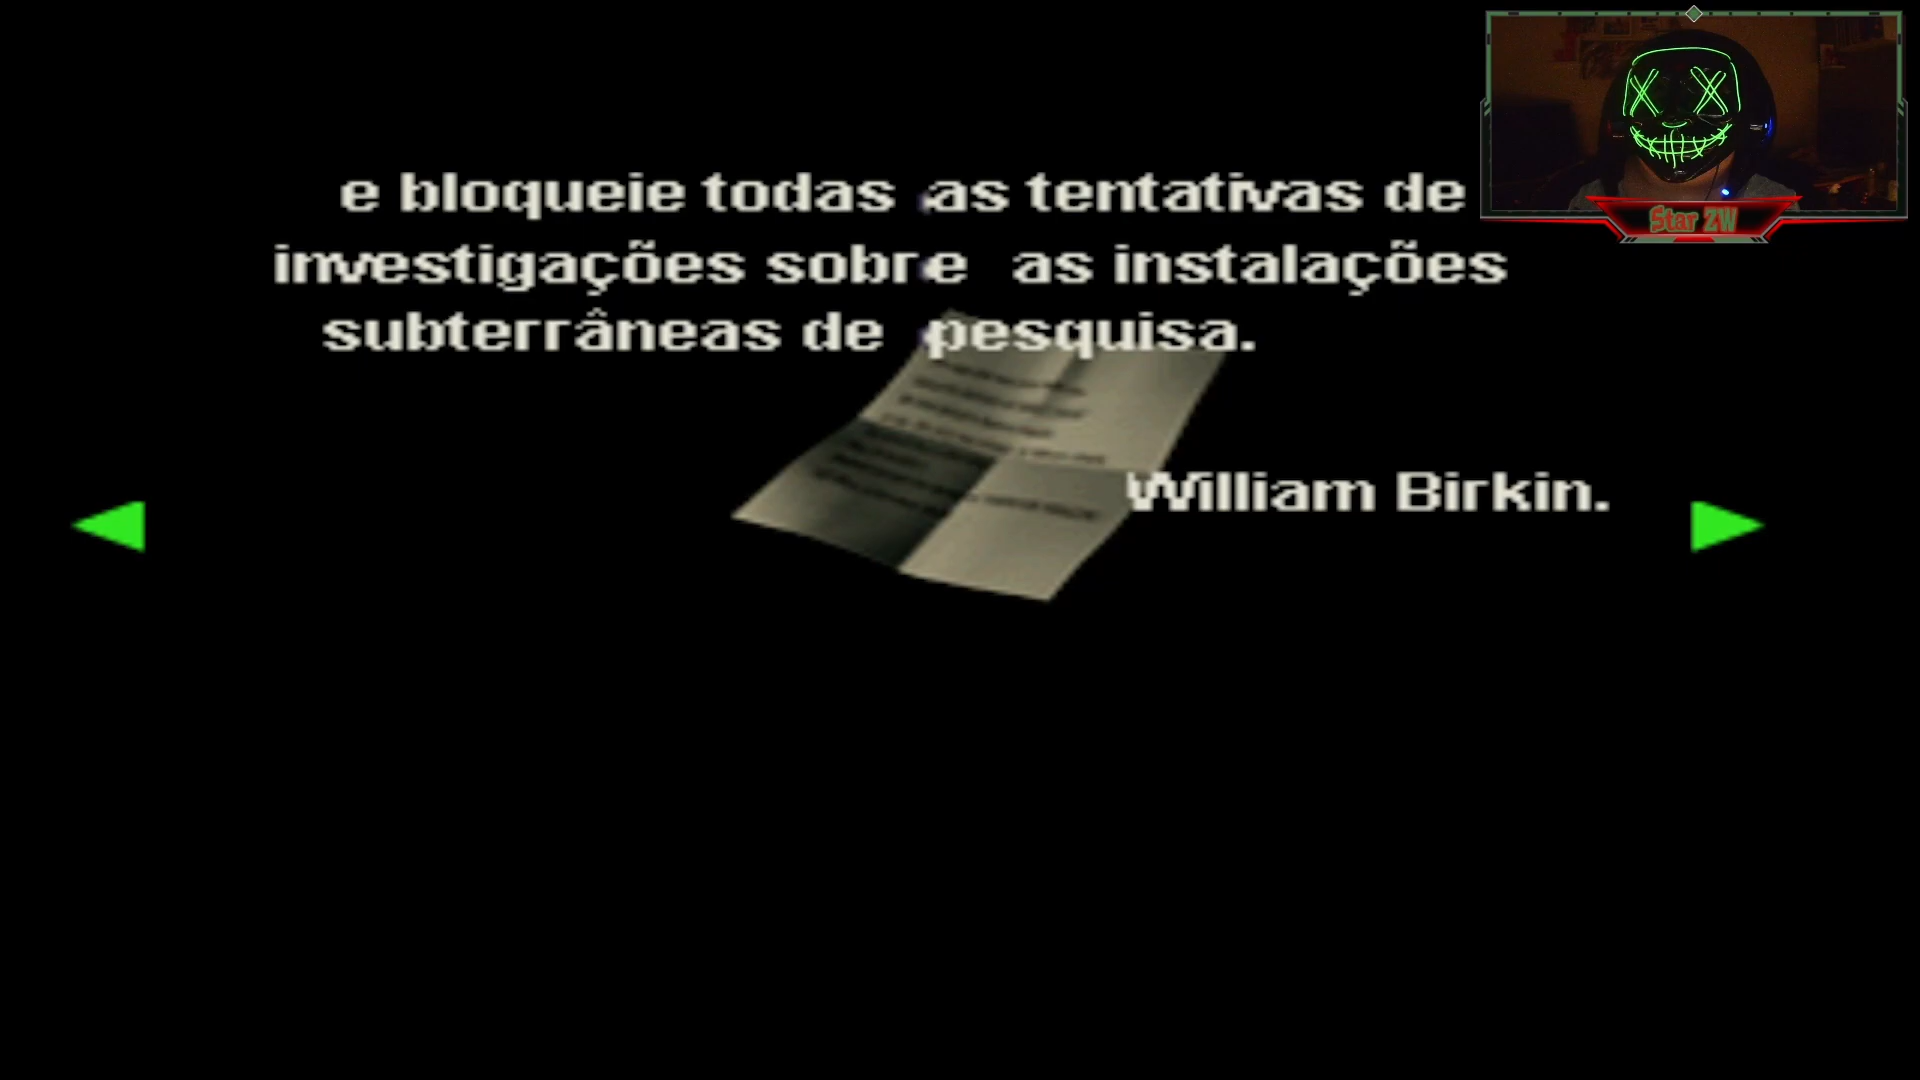 e bloqueie todas as tentativas de
investigações sobre as instalações
subterrâneas de pesquisa.
William Birkin.
Star ZW